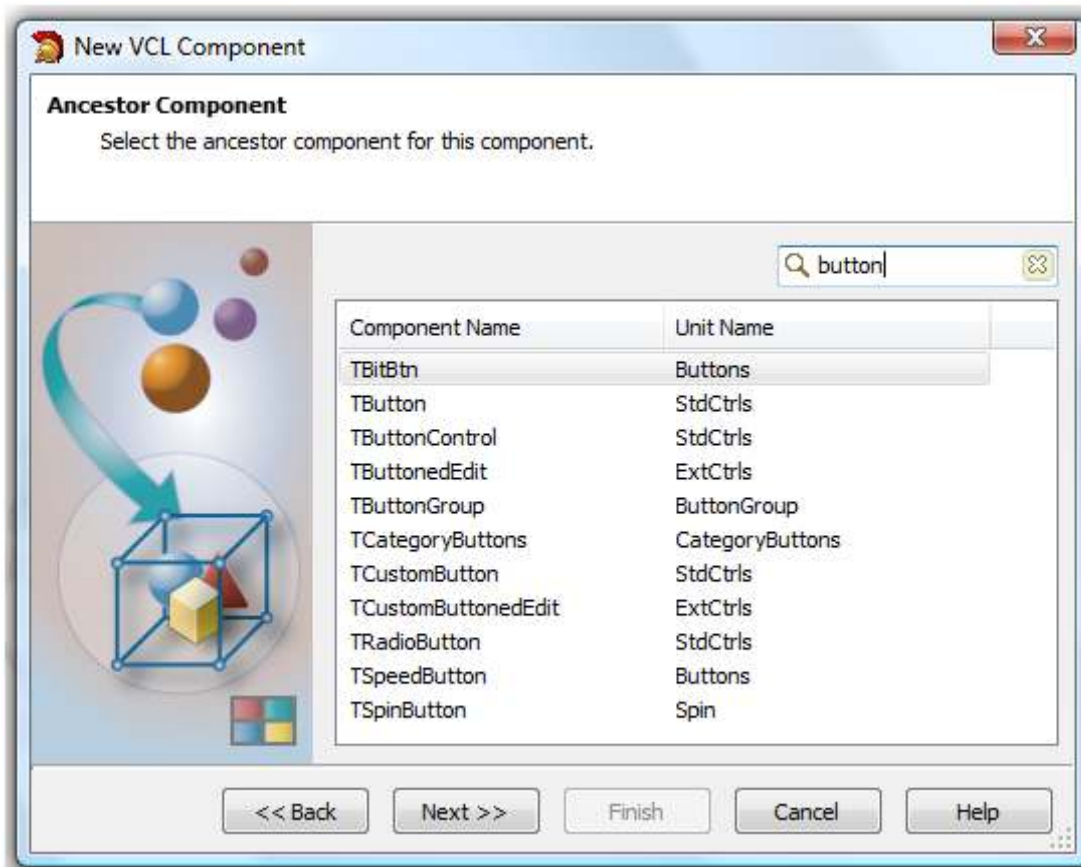 New VCL Component
Ancestor Component
Select the ancestor component for this component.
button
Component Name Unit Name
TBitBtn Buttons
TButton StdCtrls
TButtonControl StdCtrls
TButtonedEdit ExtCtrls
TButtonGroup ButtonGroup
TCategoryButtons CategoryButtons
TCustomButton StdCtrls
TCustomButtonedEdit ExtCtrls
TRadioButton StdCtrls
TSpeedButton Buttons
TSpinButton Spin
<< Back Next >> Finish Cancel Help